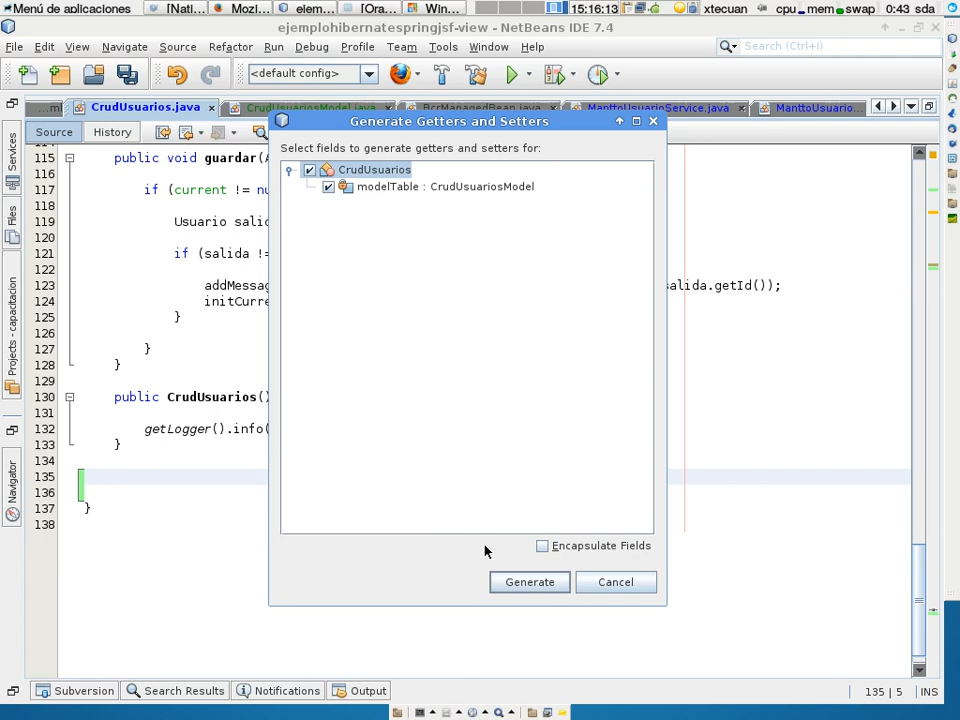 Menú de aplicaciones [Nati... Mozi... elem... [Ora... Win... 15:16:13 xtecuan cpu mem swap 0:43 sda
ejemplohibernatespringjsf-view - NetBeans IDE 7.4
File Edit View Navigate Source Refactor Run Debug Profile Team Tools Window Help Search (Ctrl+I)
<default config>
...m CrudUsuarios.java CrudUsuariosModel.java BcrManagedBean.java ManttoUsuarioService.java ManttoUsuario...
Generate Getters and Setters
Source History
Select fields to generate getters and setters for:
CrudUsuarios
modelTable : CrudUsuariosModel
Encapsulate Fields
Generate Cancel
115 public void guardar(
116
117 if (current != nu
118
119 Usuario salid
120
121 if (salida !=
122
123 addMessag salida.getId());
124 initCurre
125 }
126
127 }
128 }
129
130 public CrudUsuarios()
131
132 getLogger().info(
133 }
134
135
136
137 }
138
Services
Files
Projects - capacitacion
Navigator
Subversion Search Results Notifications Output 135 | 5 INS